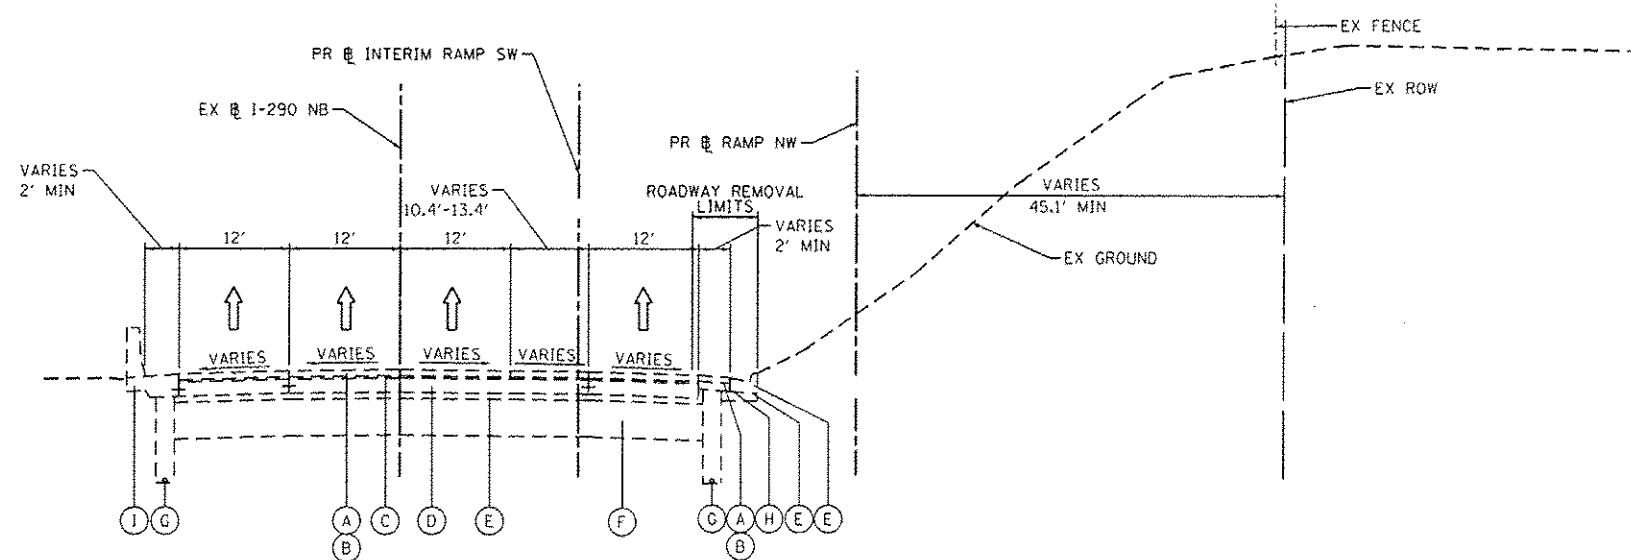 EX FENCE
PR ℄ INTERIM RAMP SW
EX ROW
EX ℄ I-290 NB
PR ℄ RAMP NW
VARIES
2' MIN
VARIES
10.4'-13.4'
ROADWAY REMOVAL
LIMITS
VARIES
45.1' MIN
VARIES
2' MIN
12' 12' 12' 12'
EX GROUND
VARIES VARIES VARIES VARIES VARIES
J G A C D E F G A H E E
B B